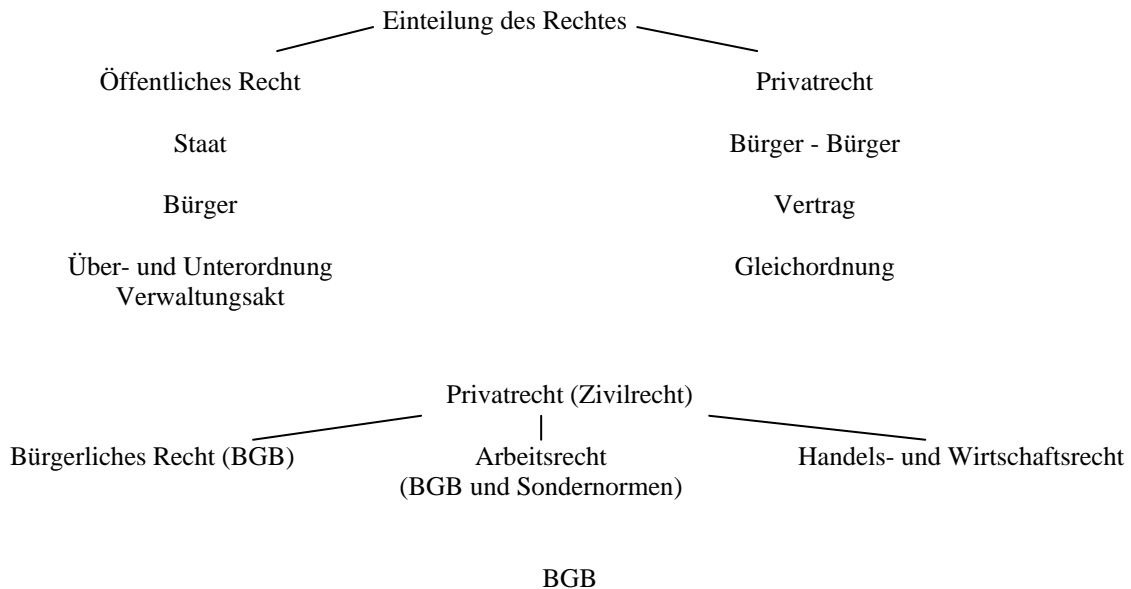 Einteilung des Rechtes
Öffentliches Recht
Privatrecht
Staat
Bürger - Bürger
Bürger
Vertrag
Über- und Unterordnung
Gleichordnung
Verwaltungsakt
Privatrecht (Zivilrecht)
Bürgerliches Recht (BGB)
Arbeitsrecht
Handels- und Wirtschaftsrecht
(BGB und Sondernormen)
BGB